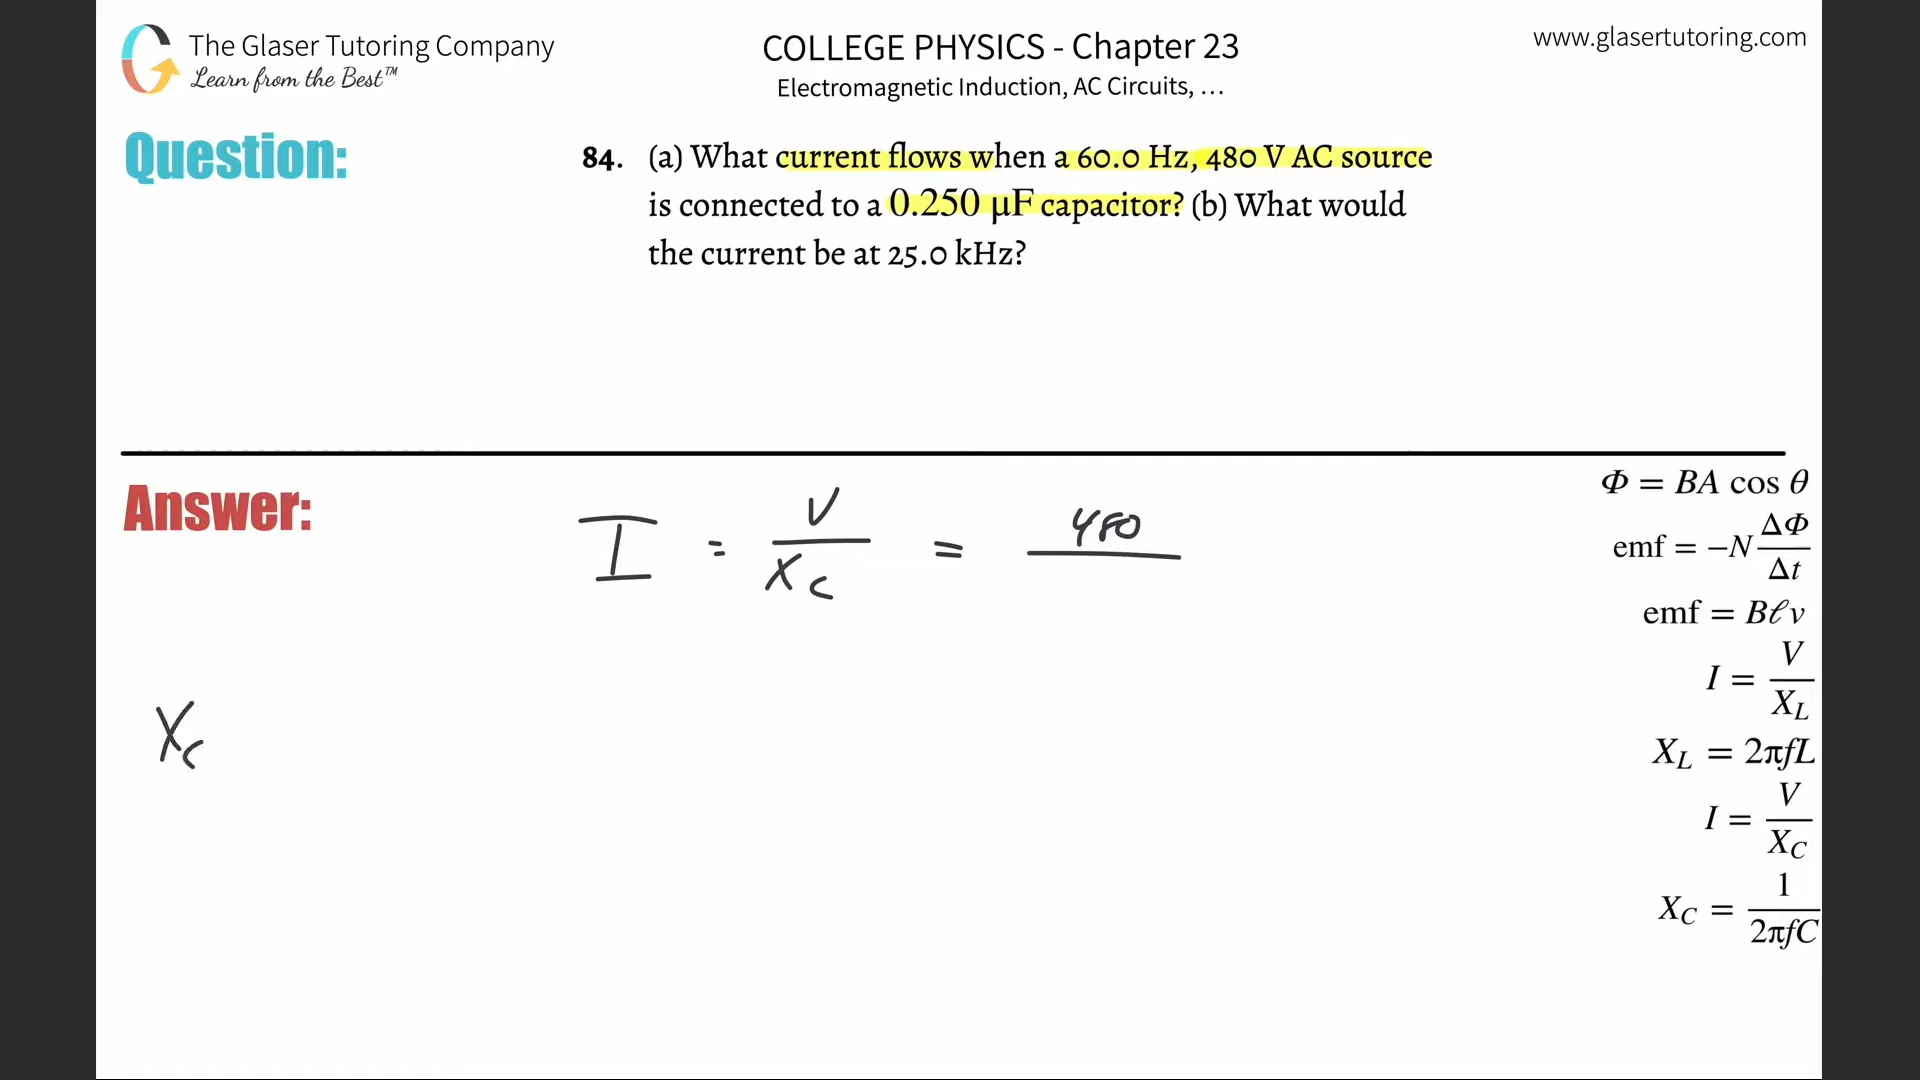 The Glaser Tutoring Company
Learn from the Best™
COLLEGE PHYSICS - Chapter 23
Electromagnetic Induction, AC Circuits, …
www.glasertutoring.com
Question:
84. (a) What current flows when a 60.0 Hz, 480 V AC source
is connected to a 0.250 μF capacitor? (b) What would
the current be at 25.0 kHz?
Answer:
I = V / X_C = 480 /
X_C
Φ = BA cos θ
emf = −N ΔΦ / Δt
emf = Bℓv
I = V / X_L
X_L = 2πfL
I = V / X_C
X_C = 1 / 2πfC